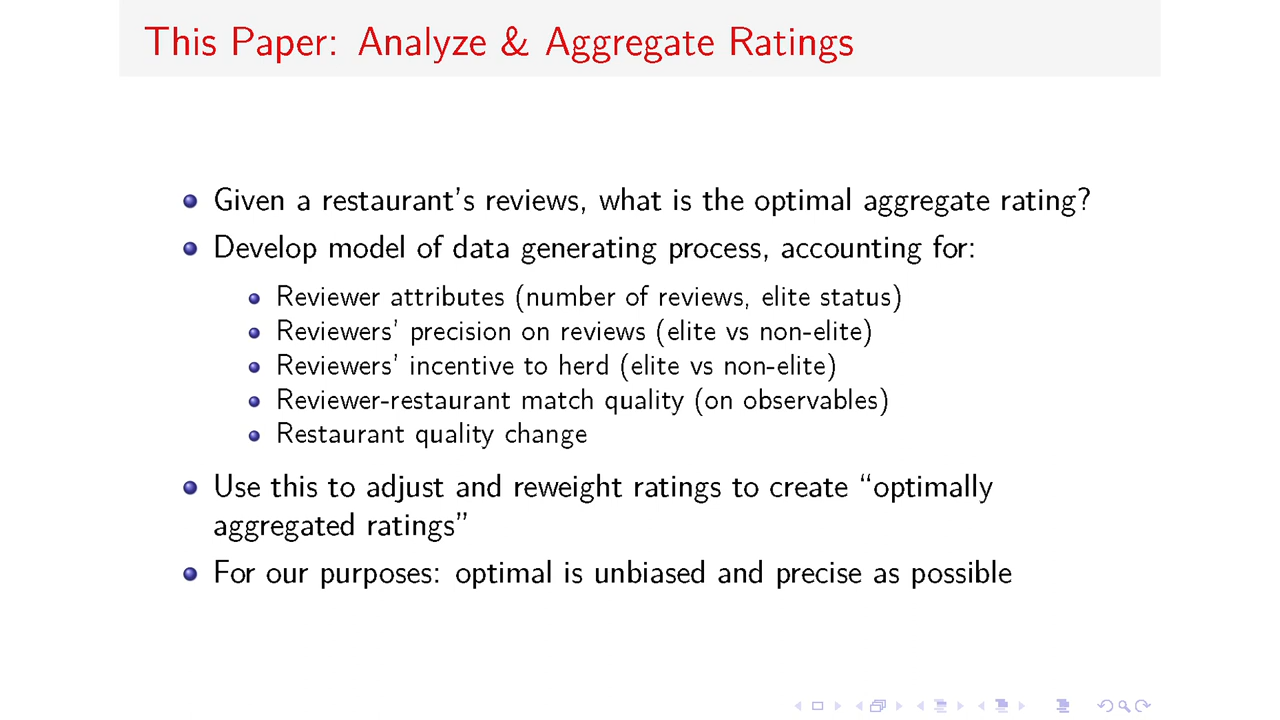 This Paper: Analyze & Aggregate Ratings
Given a restaurant's reviews, what is the optimal aggregate rating?
Develop model of data generating process, accounting for:
Reviewer attributes (number of reviews, elite status)
Reviewers' precision on reviews (elite vs non-elite)
Reviewers' incentive to herd (elite vs non-elite)
Reviewer-restaurant match quality (on observables)
Restaurant quality change
Use this to adjust and reweight ratings to create “optimally
aggregated ratings”
For our purposes: optimal is unbiased and precise as possible